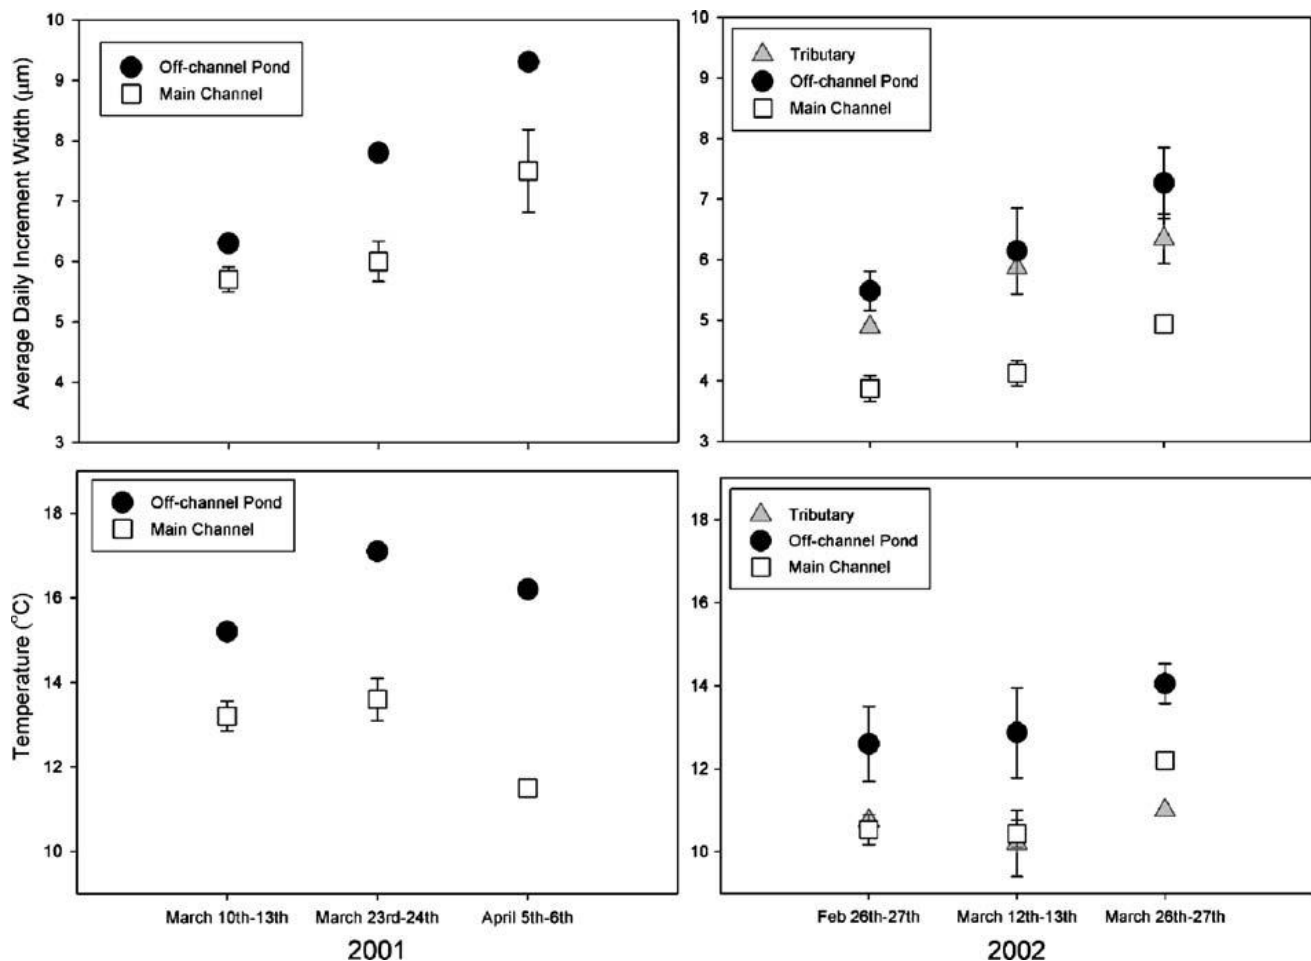 Average Daily Increment Width (μm)
10
9
8
7
6
5
4
3
Off-channel Pond
Main Channel
10
9
8
7
6
5
4
3
Tributary
Off-channel Pond
Main Channel
Temperature (°C)
18
16
14
12
10
Off-channel Pond
Main Channel
March 10th-13th
March 23rd-24th
April 5th-6th
2001
18
16
14
12
10
Tributary
Off-channel Pond
Main Channel
Feb 26th-27th
March 12th-13th
March 26th-27th
2002